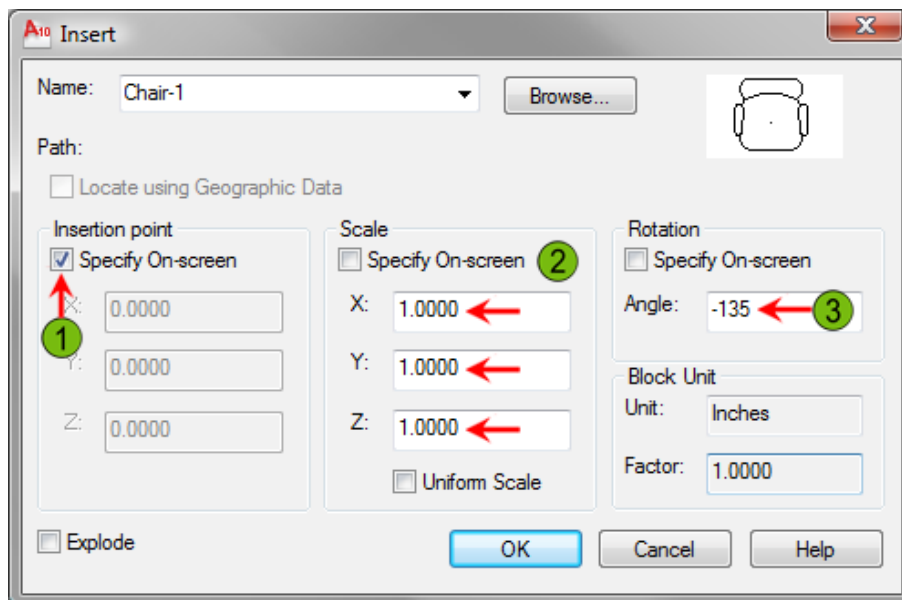 A10 Insert
Name: Chair-1 Browse...
Path:
Locate using Geographic Data
Insertion point
Specify On-screen
X: 0.0000
1
Y: 0.0000
Z: 0.0000
Scale
Specify On-screen 2
X: 1.0000
Y: 1.0000
Z: 1.0000
Uniform Scale
Rotation
Specify On-screen
Angle: -135 3
Block Unit
Unit: Inches
Factor: 1.0000
Explode
OK Cancel Help